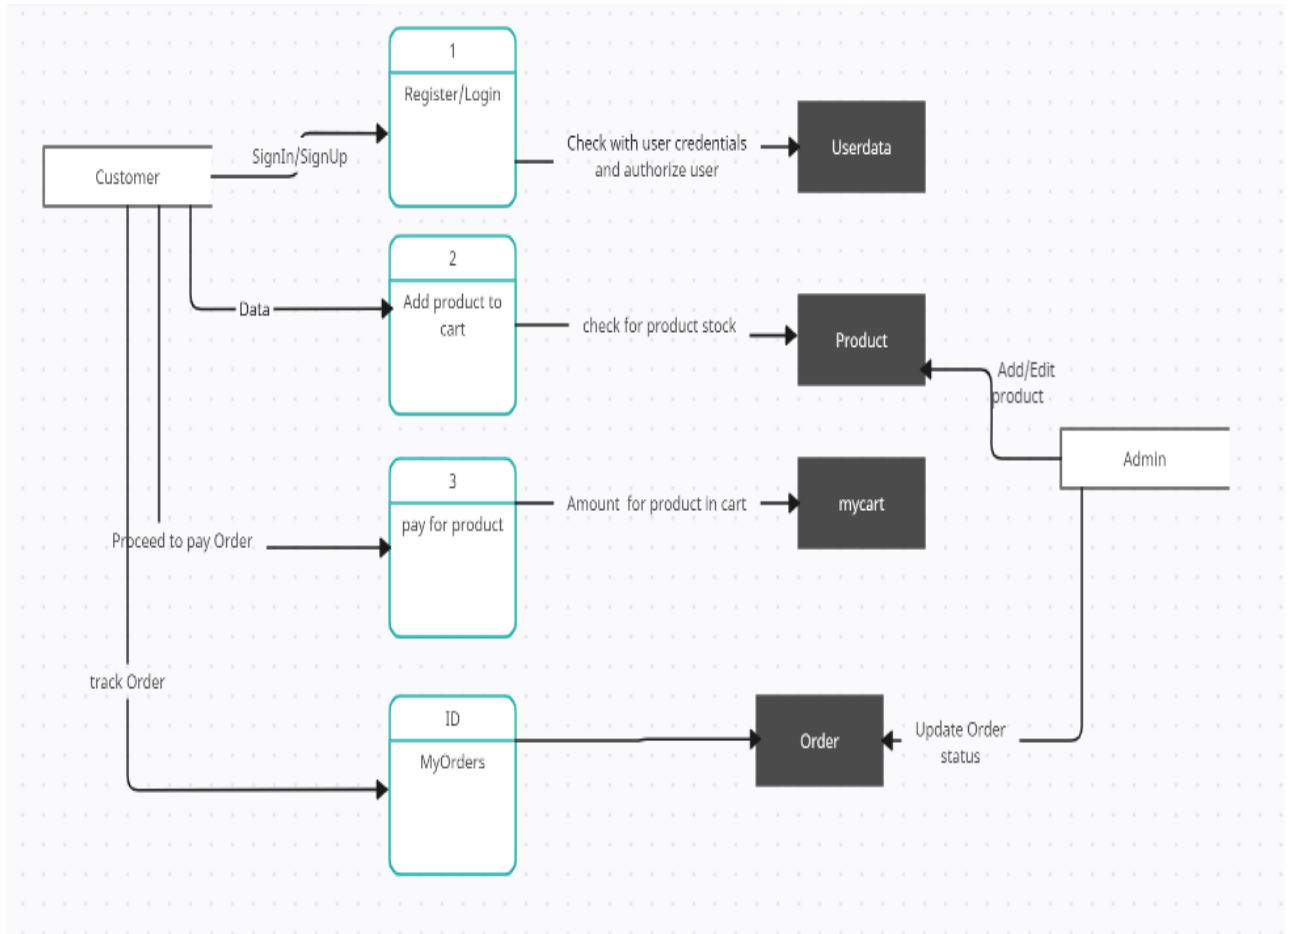 1
Register/Login
SignIn/SignUp
Customer
Check with user credentials
and authorize user
Userdata
2
Add product to
cart
Data
check for product stock
Product
Add/Edit
product
Admin
3
pay for product
Amount for product in cart
mycart
Proceed to pay Order
track Order
ID
MyOrders
Order
Update Order
status